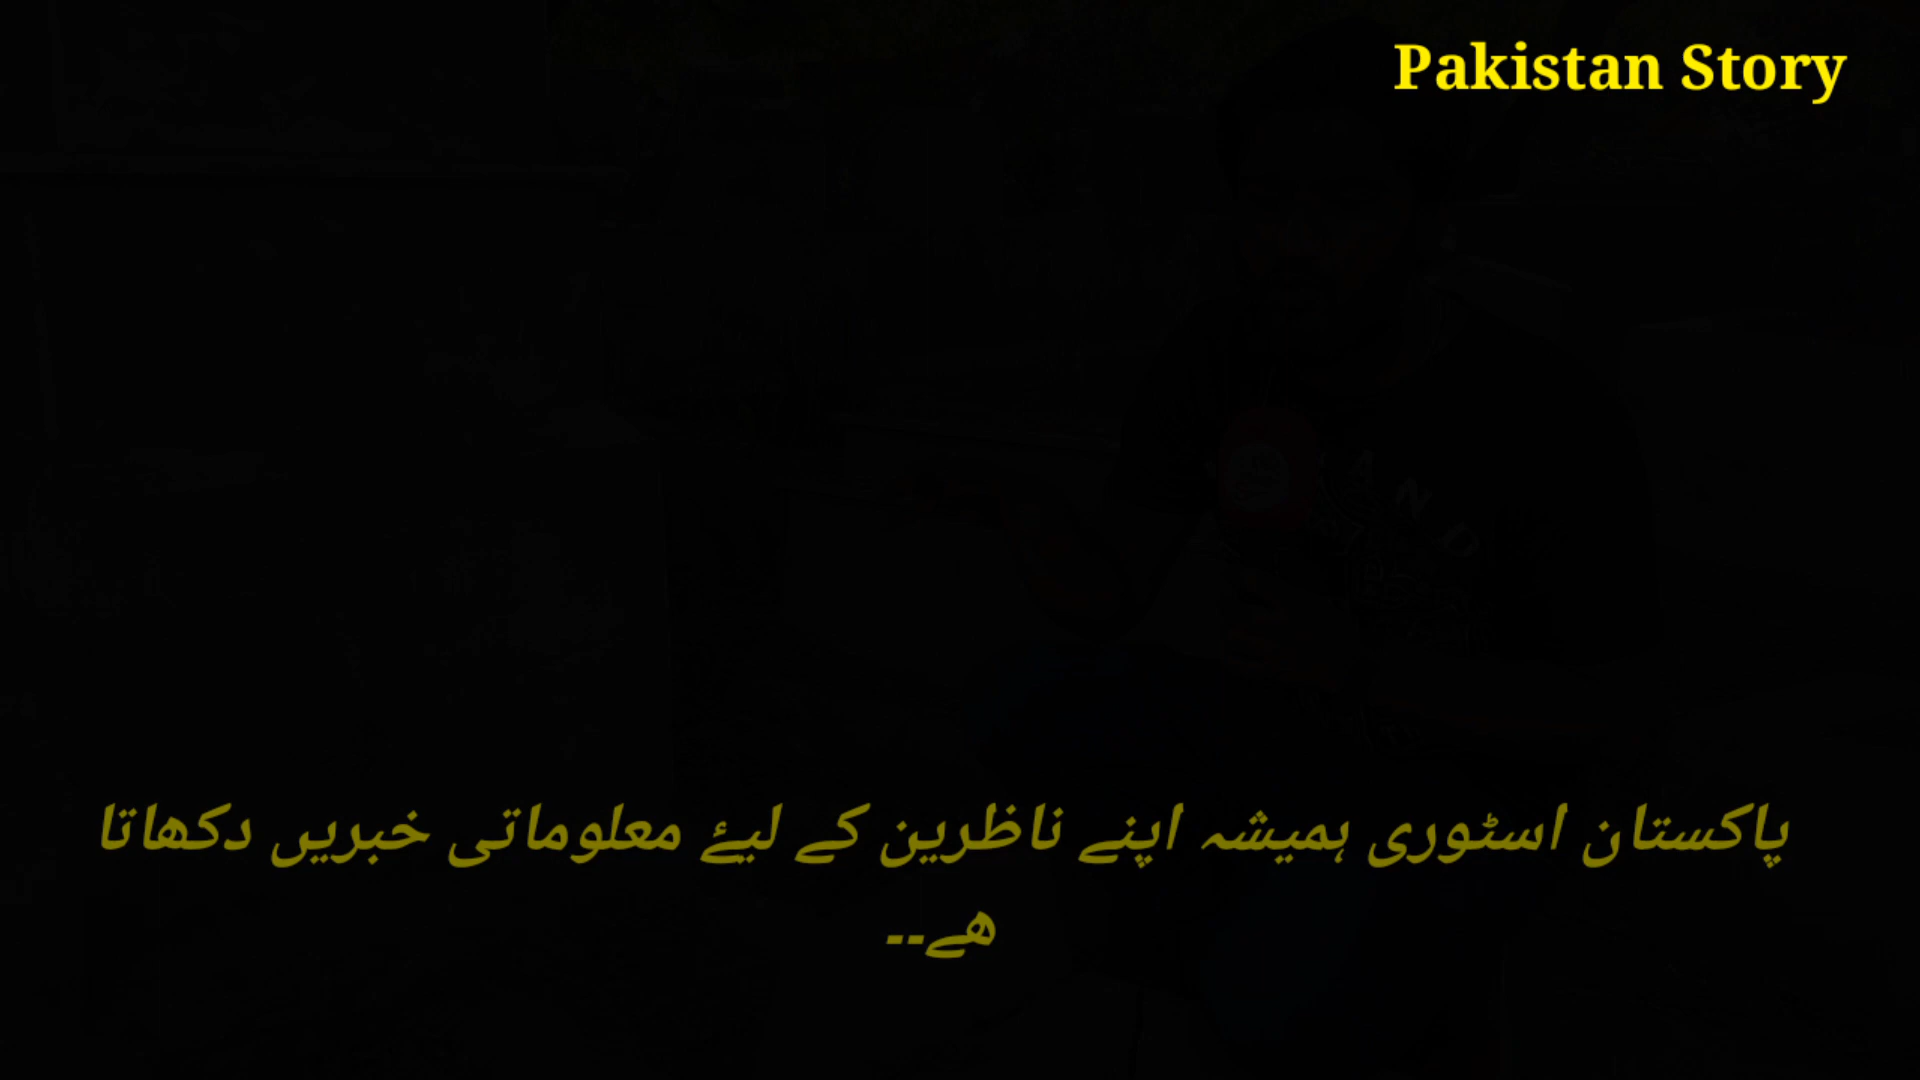 Pakistan Story
پاکستان اسٹوری ہمیشہ اپنے ناظرین کے لیۓ معلوماتی خبریں دکھاتا
ھے۔۔